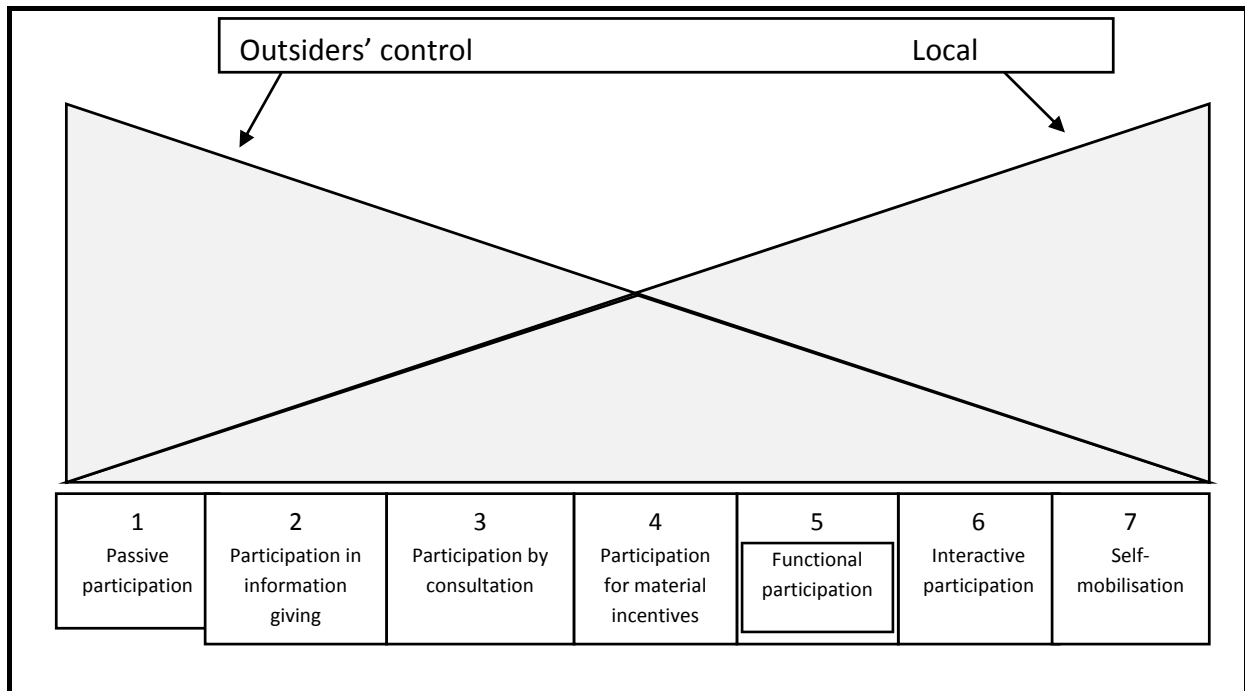 Outsiders’ control Local
1
Passive
participation
2
Participation in
information
giving
3
Participation by
consultation
4
Participation
for material
incentives
5
Functional
participation
6
Interactive
participation
7
Self-
mobilisation